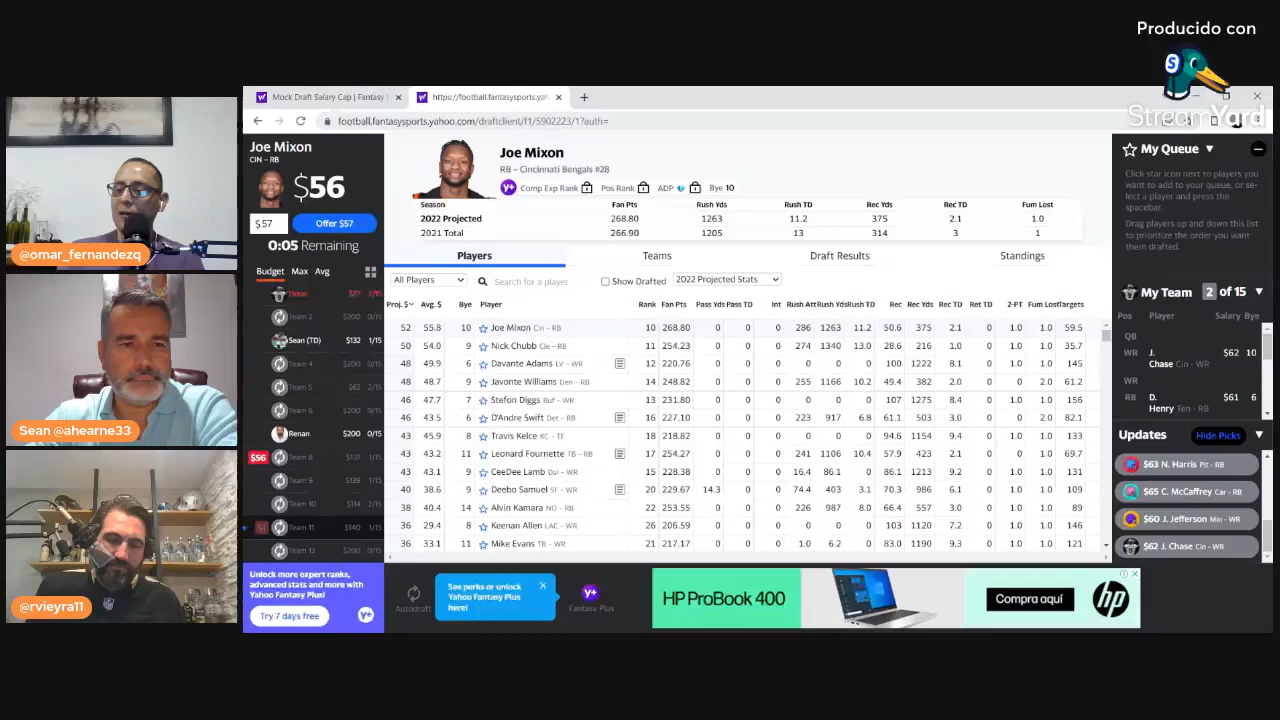 Producido con
StreamYard
@omar_fernandezq
Sean @ahearne33
@rvieyra11
Mock Draft Salary Cap | Fantasy
https://football.fantasysports.yah
football.fantasysports.yahoo.com/draftclient/f1/5902223/1?auth=
Joe Mixon
CIN – RB
$56
$57
Offer $57
0:05 Remaining
Budget Max Avg
$77 2/15
Team 2 $200 0/15
Sean (TD) $132 1/15
Team 4 $200 0/15
Team 5 $62 2/15
Team 6 $200 0/15
Renan $200 0/15
$56 Team 8 $137 1/15
Team 9 $139 1/15
Team 10 $114 2/15
Team 11 $140 1/15
Team 12 $200 0/15
Unlock more expert ranks, advanced stats and more with Yahoo Fantasy Plus!
Try 7 days free
Joe Mixon
RB – Cincinnati Bengals #28
Y+ Comp Exp Rank Pos Rank ADP Bye 10
Season Fan Pts Rush Yds Rush TD Rec Yds Rec TD Fum Lost
2022 Projected 268.80 1263 11.2 375 2.1 1.0
2021 Total 266.90 1205 13 314 3 1
Players Teams Draft Results Standings
All Players Search for a player Show Drafted 2022 Projected Stats
Proj. $ Avg. $ Bye Player Rank Fan Pts Pass Yds Pass TD Int Rush Att Rush Yds Rush TD Rec Rec Yds Rec TD Ret TD 2-PT Fum Lost Targets
52 55.8 10 Joe Mixon Cin - RB 10 268.80 0 0 0 286 1263 11.2 50.6 375 2.1 0 1.0 1.0 59.5
50 54.0 9 Nick Chubb Cle - RB 11 254.23 0 0 0 274 1340 13.0 28.6 216 1.0 0 1.0 1.0 35.7
48 49.9 6 Davante Adams LV - WR 12 220.76 0 0 0 0 0 0 100 1222 7.4 0 1.0 0 145
48 48.7 9 Javonte Williams Den - RB 14 248.82 0 0 0 255 1166 10.2 49.4 382 2.0 0 1.0 2.0 61.2
46 47.7 7 Stefon Diggs Buf - WR 13 231.80 0 0 0 0 0 0 107 1275 8.4 0 1.0 0 156
46 43.5 6 D'Andre Swift Det - RB 16 227.10 0 0 0 223 917 6.8 61.1 503 3.0 0 0 2.0 82.1
43 45.9 8 Travis Kelce KC - TE 18 218.82 0 0 0 0 0 0 94.6 1154 9.4 0 1.0 1.0 133
43 43.2 11 Leonard Fournette TB - RB 17 254.27 0 0 0 241 1106 10.4 57.9 423 2.1 0 1.0 1.0 69.7
43 43.1 9 CeeDee Lamb Dal - WR 15 228.38 0 0 0 16.4 86.1 0 86.1 1213 9.2 0 1.0 1.0 131
40 38.6 9 Deebo Samuel SF - WR 20 229.67 14.3 0 0 74.4 403 3.1 70.3 986 6.1 0 1.0 1.0 109
38 40.4 14 Alvin Kamara NO - RB 22 253.55 0 0 0 226 987 8.0 66.4 557 3.0 0 1.0 1.0 89
36 29.4 8 Keenan Allen LAC - WR 26 206.59 0 0 0 0 0 0 103 1120 7.2 0 1.0 1.0 146
36 33.1 11 Mike Evans TB - WR 21 217.17 0 0 0 1.0 6.2 0 83.0 1190 9.3 0 1.0 1.0 121
Autodraft
See perks or unlock Yahoo Fantasy Plus here!
Y+
Fantasy Plus
HP ProBook 400
Compra aquí
hp
My Queue
Click star icon next to players you want to add to your queue, or select a player and press the spacebar.
Drag players up and down this list to prioritize the order you want them drafted.
My Team 2 of 15
Pos Player Salary Bye
QB
WR J. Chase Cin - WR $62 10
WR
RB D. Henry Ten - RB $61 6
Updates Hide Picks
$63 N. Harris Pit - RB
$65 C. McCaffrey Car - RB
$60 J. Jefferson Min - WR
$62 J. Chase Cin - WR